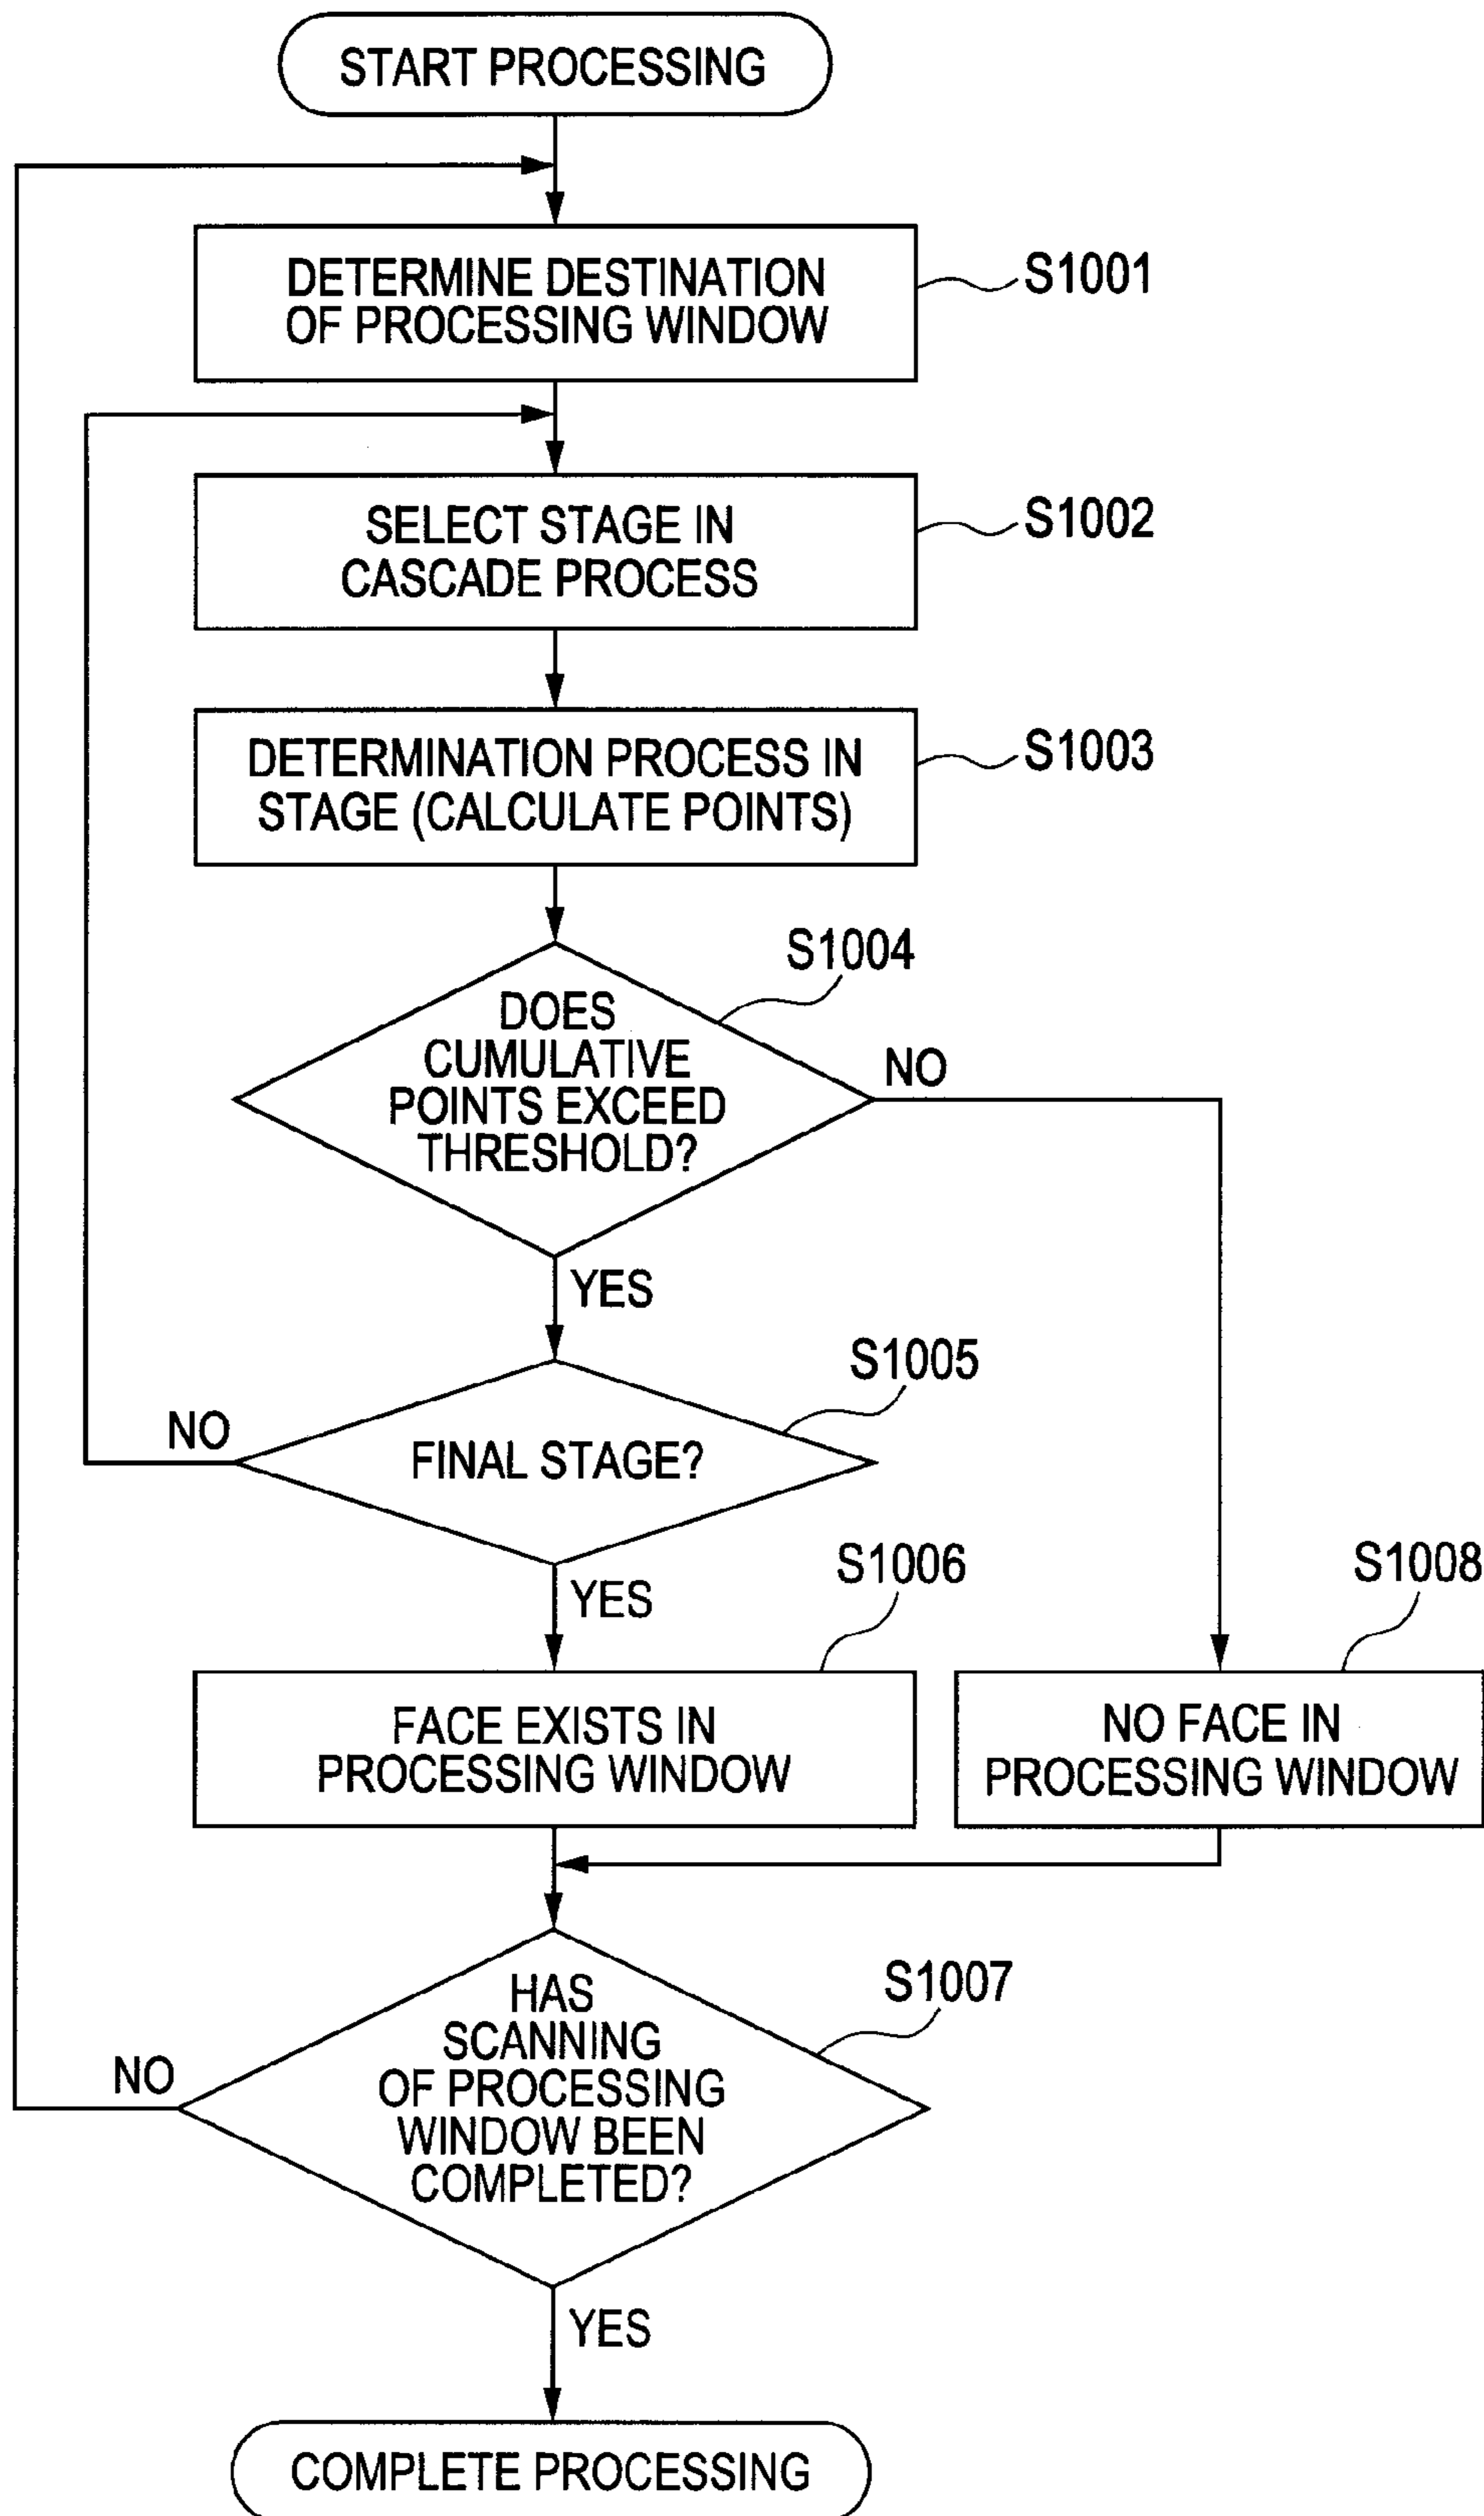 START PROCESSING
DETERMINE DESTINATION
OF PROCESSING WINDOW
S1001
SELECT STAGE IN
CASCADE PROCESS
S1002
DETERMINATION PROCESS IN
STAGE (CALCULATE POINTS)
S1003
S1004
DOES
CUMULATIVE
POINTS EXCEED
THRESHOLD?
NO
YES
S1005
NO
FINAL STAGE?
YES
S1006
S1008
FACE EXISTS IN
PROCESSING WINDOW
NO FACE IN
PROCESSING WINDOW
S1007
HAS
SCANNING
OF PROCESSING
WINDOW BEEN
COMPLETED?
NO
YES
COMPLETE PROCESSING